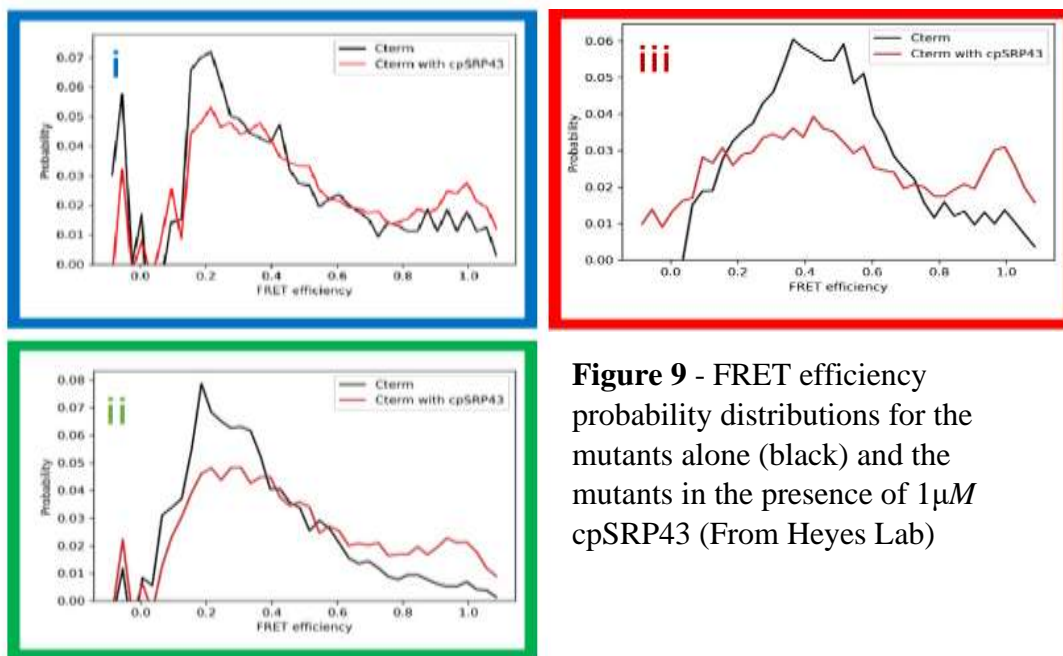 i
Cterm
Cterm with cpSRP43
0.07
0.06
0.05
0.04
0.03
0.02
0.01
0.00
Probability
0.0 0.2 0.4 0.6 0.8 1.0
FRET efficiency
iii
Cterm
Cterm with cpSRP43
0.06
0.05
0.04
0.03
0.02
0.01
0.00
Probability
0.0 0.2 0.4 0.6 0.8 1.0
FRET efficiency
ii
Cterm
Cterm with cpSRP43
0.08
0.07
0.06
0.05
0.04
0.03
0.02
0.01
0.00
Probability
0.0 0.2 0.4 0.6 0.8 1.0
FRET efficiency
Figure 9 - FRET efficiency
probability distributions for the
mutants alone (black) and the
mutants in the presence of 1μM
cpSRP43 (From Heyes Lab)